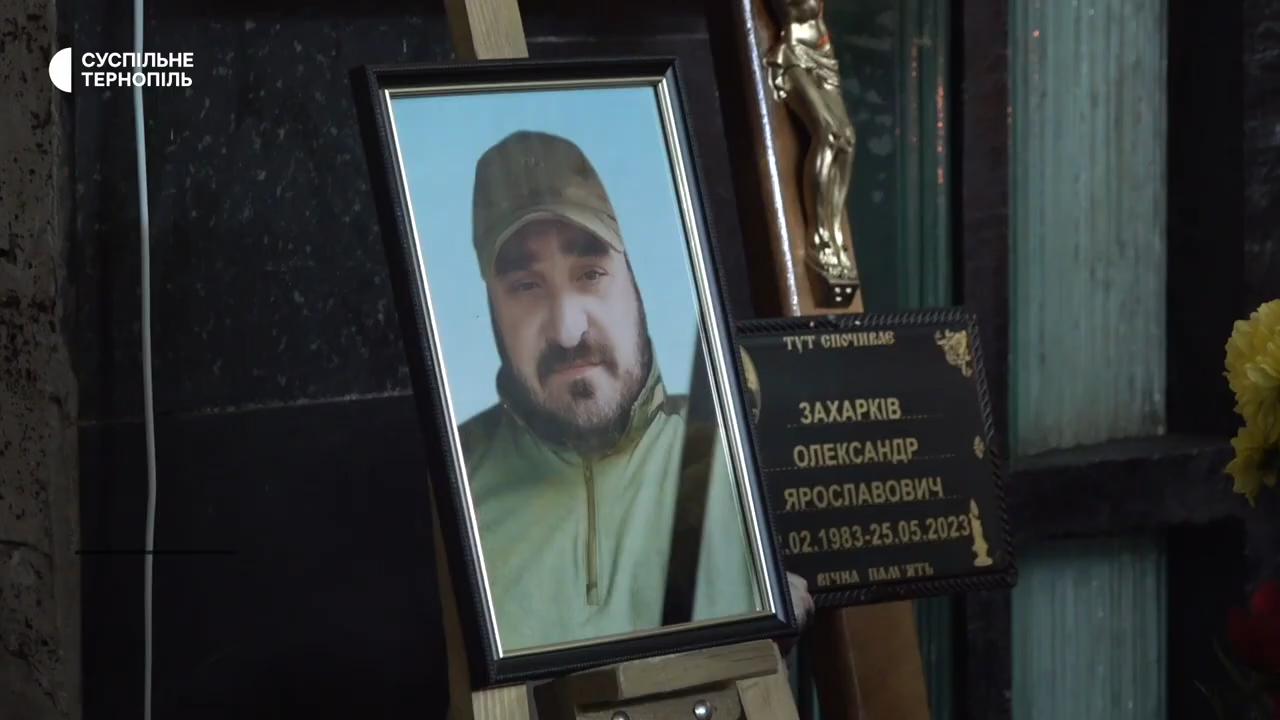 СУСПІЛЬНЕ
ТЕРНОПІЛЬ
ТУТ СПОЧИВАЄ
ЗАХАРКІВ
ОЛЕКСАНДР
ЯРОСЛАВОВИЧ
.02.1983-25.05.2023
ВІЧНА ПАМ'ЯТЬ